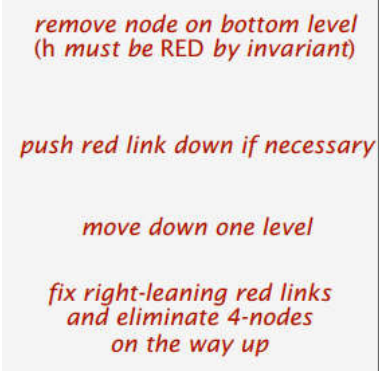 remove node on bottom level
(h must be RED by invariant)
push red link down if necessary
move down one level
fix right-leaning red links
and eliminate 4-nodes
on the way up